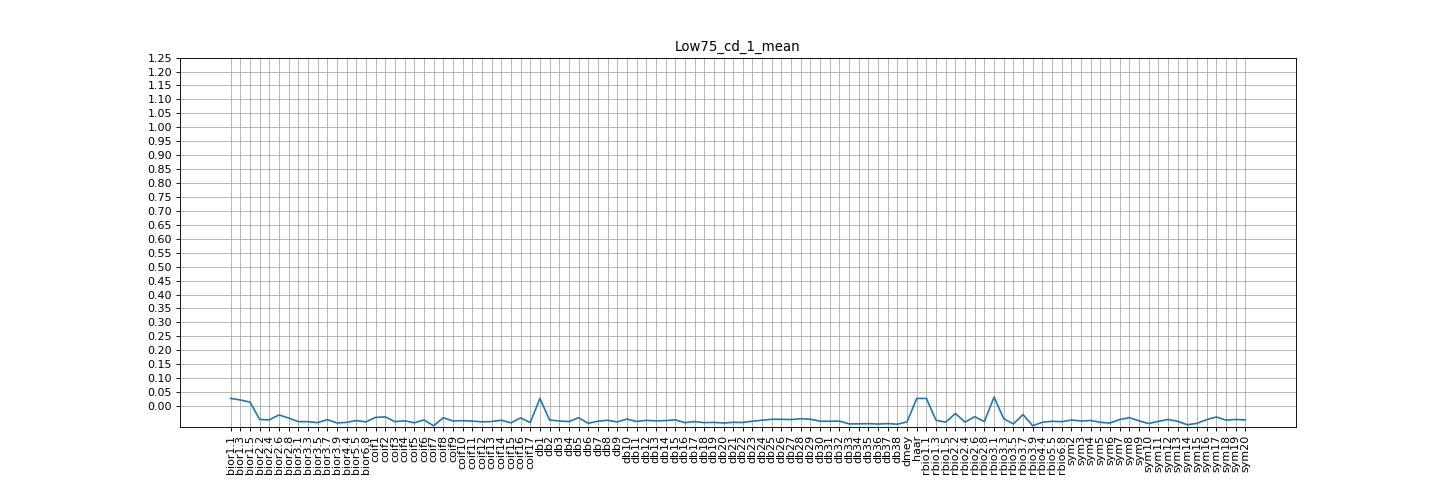 Low75_cd_1_mean
1.25
1.20
1.15
1.10
1.05
1.00
0.95
0.90
0.85
0.80
0.75
0.70
0.65
0.60
0.55
0.50
0.45
0.40
0.35
0.30
0.25
0.20
0.15
0.10
0.05
0.00
bior1.1
bior1.3
bior1.5
bior2.2
bior2.4
bior2.6
bior2.8
bior3.1
bior3.3
bior3.5
bior3.7
bior3.9
bior4.4
bior5.5
bior6.8
coif1
coif2
coif3
coif4
coif5
coif6
coif7
coif8
coif9
coif10
coif11
coif12
coif13
coif14
coif15
coif16
coif17
db1
db2
db3
db4
db5
db6
db7
db8
db9
db10
db11
db12
db13
db14
db15
db16
db17
db18
db19
db20
db21
db22
db23
db24
db25
db26
db27
db28
db29
db30
db31
db32
db33
db34
db35
db36
db37
db38
dmey
haar
rbio1.1
rbio1.3
rbio1.5
rbio2.2
rbio2.4
rbio2.6
rbio2.8
rbio3.1
rbio3.3
rbio3.5
rbio3.7
rbio3.9
rbio4.4
rbio5.5
rbio6.8
sym2
sym3
sym4
sym5
sym6
sym7
sym8
sym9
sym10
sym11
sym12
sym13
sym14
sym15
sym16
sym17
sym18
sym19
sym20